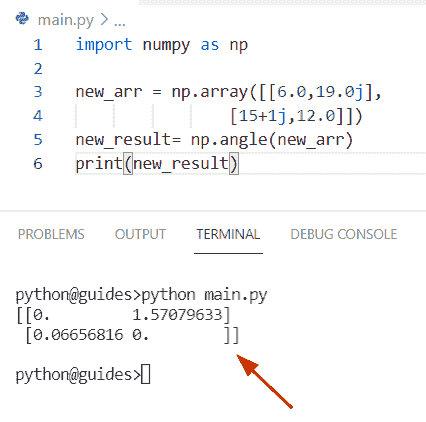 main.py > ...
1 import numpy as np
2
3 new_arr = np.array([[6.0,19.0j],
4                     [15+1j,12.0]])
5 new_result= np.angle(new_arr)
6 print(new_result)
PROBLEMS OUTPUT TERMINAL DEBUG CONSOLE
python@guides>python main.py
[[0.         1.57079633]
 [0.06656816 0.        ]]
python@guides>